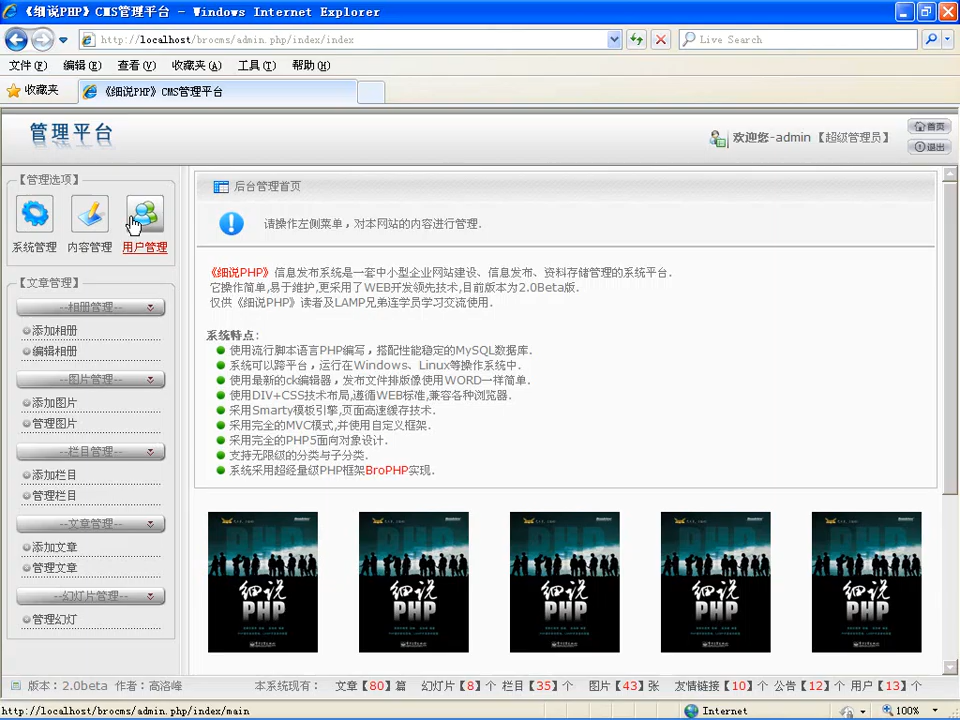 《细说PHP》CMS管理平台 - Windows Internet Explorer
http://localhost/brocms/admin.php/index/index
Live Search
文件(F) 编辑(E) 查看(V) 收藏夹(A) 工具(T) 帮助(H)
收藏夹 《细说PHP》CMS管理平台
管理平台
欢迎您-admin 【超级管理员】
首页
退出
【管理选项】
系统管理 内容管理 用户管理
【文章管理】
--相册管理--
添加相册
编辑相册
--图片管理--
添加图片
管理图片
--栏目管理--
添加栏目
管理栏目
--文章管理--
添加文章
管理文章
--幻灯片管理--
管理幻灯
后台管理首页
请操作左侧菜单，对本网站的内容进行管理.
《细说PHP》信息发布系统是一套中小型企业网站建设、信息发布、资料存储管理的系统平台.
它操作简单,易于维护,更采用了WEB开发领先技术,目前版本为2.0Beta版.
仅供《细说PHP》读者及LAMP兄弟连学员学习交流使用.
系统特点:
使用流行脚本语言PHP编写，搭配性能稳定的MySQL数据库.
系统可以跨平台，运行在Windows、Linux等操作系统中.
使用最新的ck编辑器，发布文件排版像使用WORD一样简单.
使用DIV+CSS技术布局,遵循WEB标准,兼容各种浏览器.
采用Smarty模板引擎,页面高速缓存技术.
采用完全的MVC模式,并使用自定义框架.
采用完全的PHP5面向对象设计.
支持无限级的分类与子分类.
系统采用超经量级PHP框架BroPHP实现.
细说 PHP
细说 PHP
细说 PHP
细说 PHP
细说 PHP
版本：2.0beta 作者：高洛峰 本系统现有： 文章【80】篇 幻灯片【8】个 栏目【35】个 图片【43】张 友情链接【10】个 公告【12】个 用户【13】个
http://localhost/brocms/admin.php/index/main Internet 100%